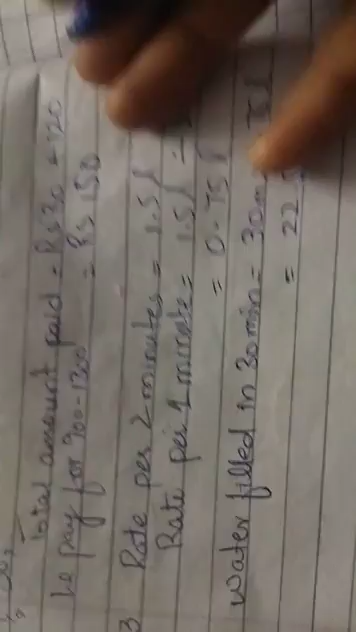 Total amount paid = Rs 30 + 120
to pay for 900-1300 = Rs 150
3 Rate per 2 minutes = 1.5 l
Rate per 1 minute = 1.5 l ÷
= 0.75 l
Water filled in 30 min = 30 m
= 22.